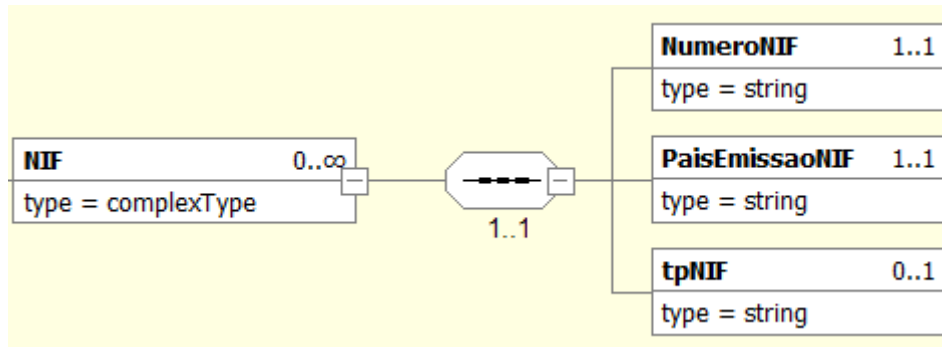 NIF 0..∞
type = complexType
1..1
NumeroNIF 1..1
type = string
PaisEmissaoNIF 1..1
type = string
tpNIF 0..1
type = string